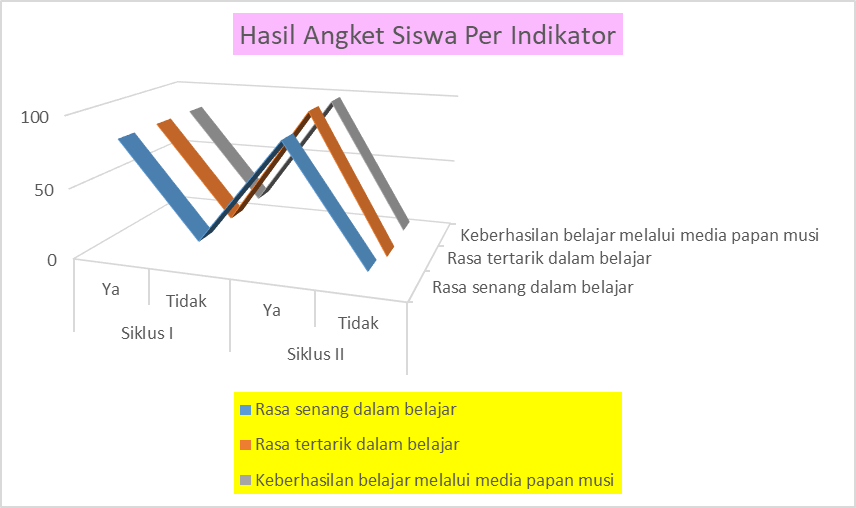 Hasil Angket Siswa Per Indikator
100
50
0
Ya
Tidak
Ya
Tidak
Siklus I
Siklus II
Keberhasilan belajar melalui media papan musi
Rasa tertarik dalam belajar
Rasa senang dalam belajar
Rasa senang dalam belajar
Rasa tertarik dalam belajar
Keberhasilan belajar melalui media papan musi